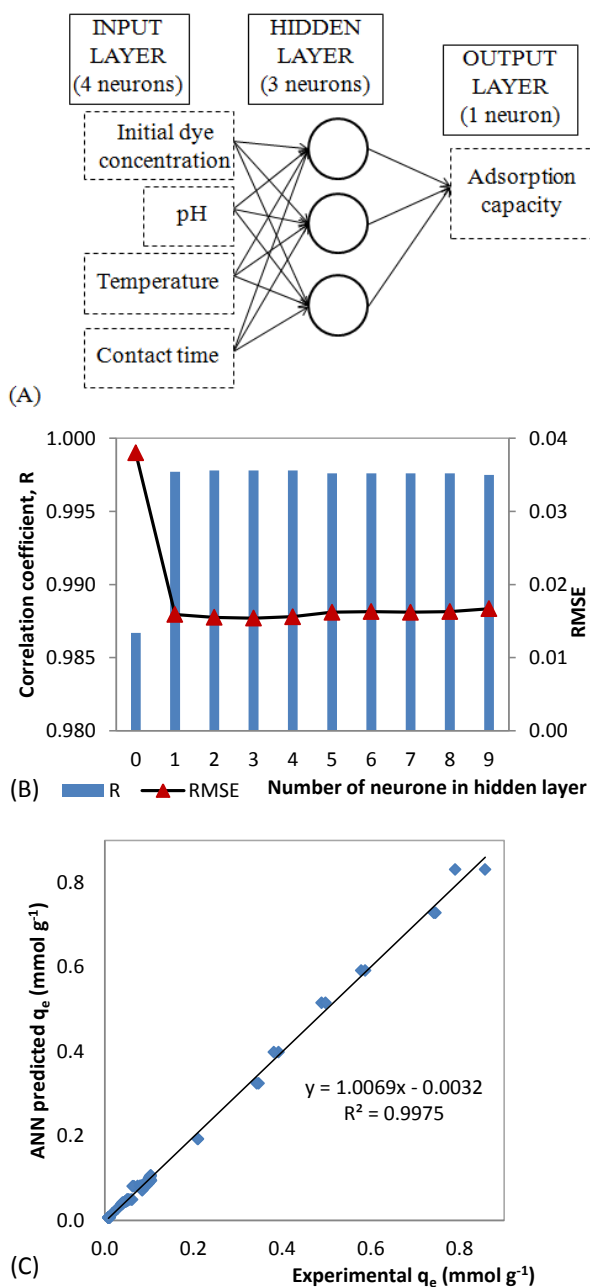 INPUT
LAYER
(4 neurons)
HIDDEN
LAYER
(3 neurons)
OUTPUT
LAYER
(1 neuron)
Initial dye
concentration
pH
Temperature
Contact time
Adsorption
capacity
(A)
Correlation coefficient, R
1.000
0.995
0.990
0.985
0.980
0.04
0.03
0.02
0.01
0.00
RMSE
0 1 2 3 4 5 6 7 8 9
(B) R RMSE Number of neurone in hidden layer
ANN predicted qe (mmol g-1)
0.8
0.6
0.4
0.2
0.0
y = 1.0069x - 0.0032
R² = 0.9975
0.0 0.2 0.4 0.6 0.8
(C) Experimental qe (mmol g-1)